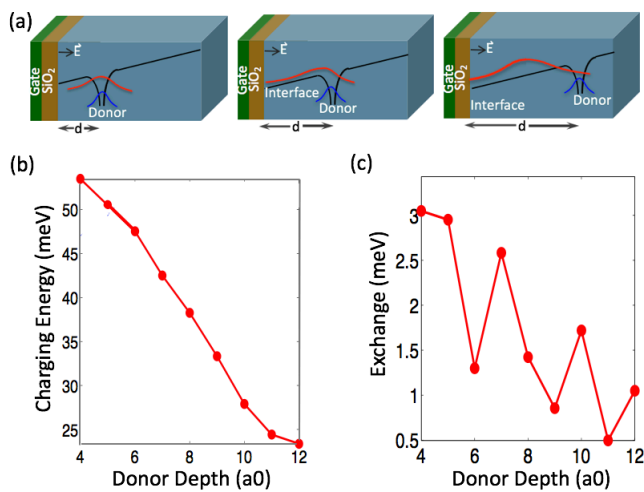 (a)
E
Gate
SiO2
Donor
d
E
Gate
SiO2
Interface
Donor
d
E
Gate
SiO2
Interface
Donor
d
(b)
Charging Energy (meV)
50
45
40
35
30
25
4 6 8 10 12
Donor Depth (a0)
(c)
Exchange (meV)
3
2.5
2
1.5
1
0.5
4 6 8 10 12
Donor Depth (a0)